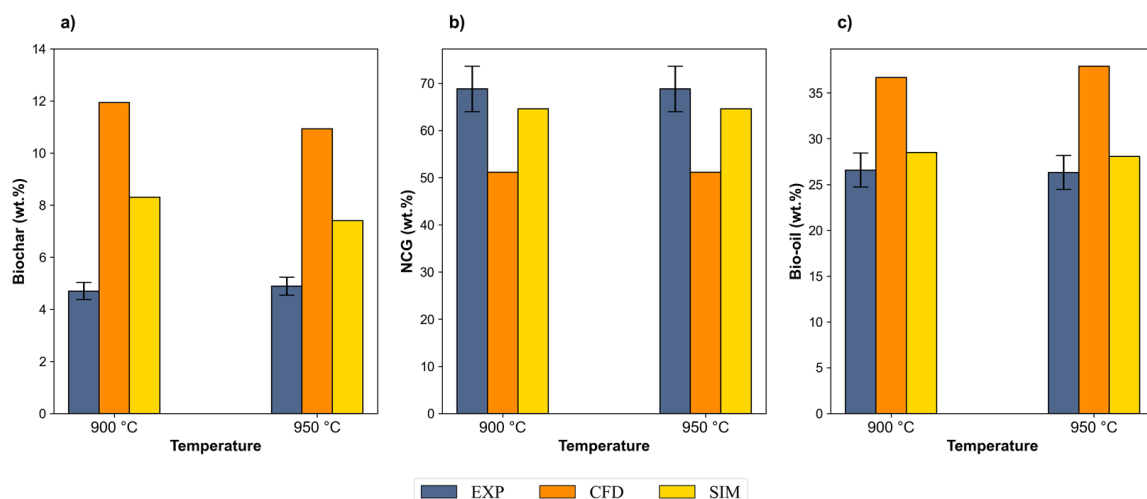 a)
b)
c)
14
12
10
8
6
4
2
0
Biochar (wt.%)
900 °C
950 °C
Temperature
70
60
50
40
30
20
10
0
NCG (wt.%)
900 °C
950 °C
Temperature
35
30
25
20
15
10
5
0
Bio-oil (wt.%)
900 °C
950 °C
Temperature
EXP
CFD
SIM